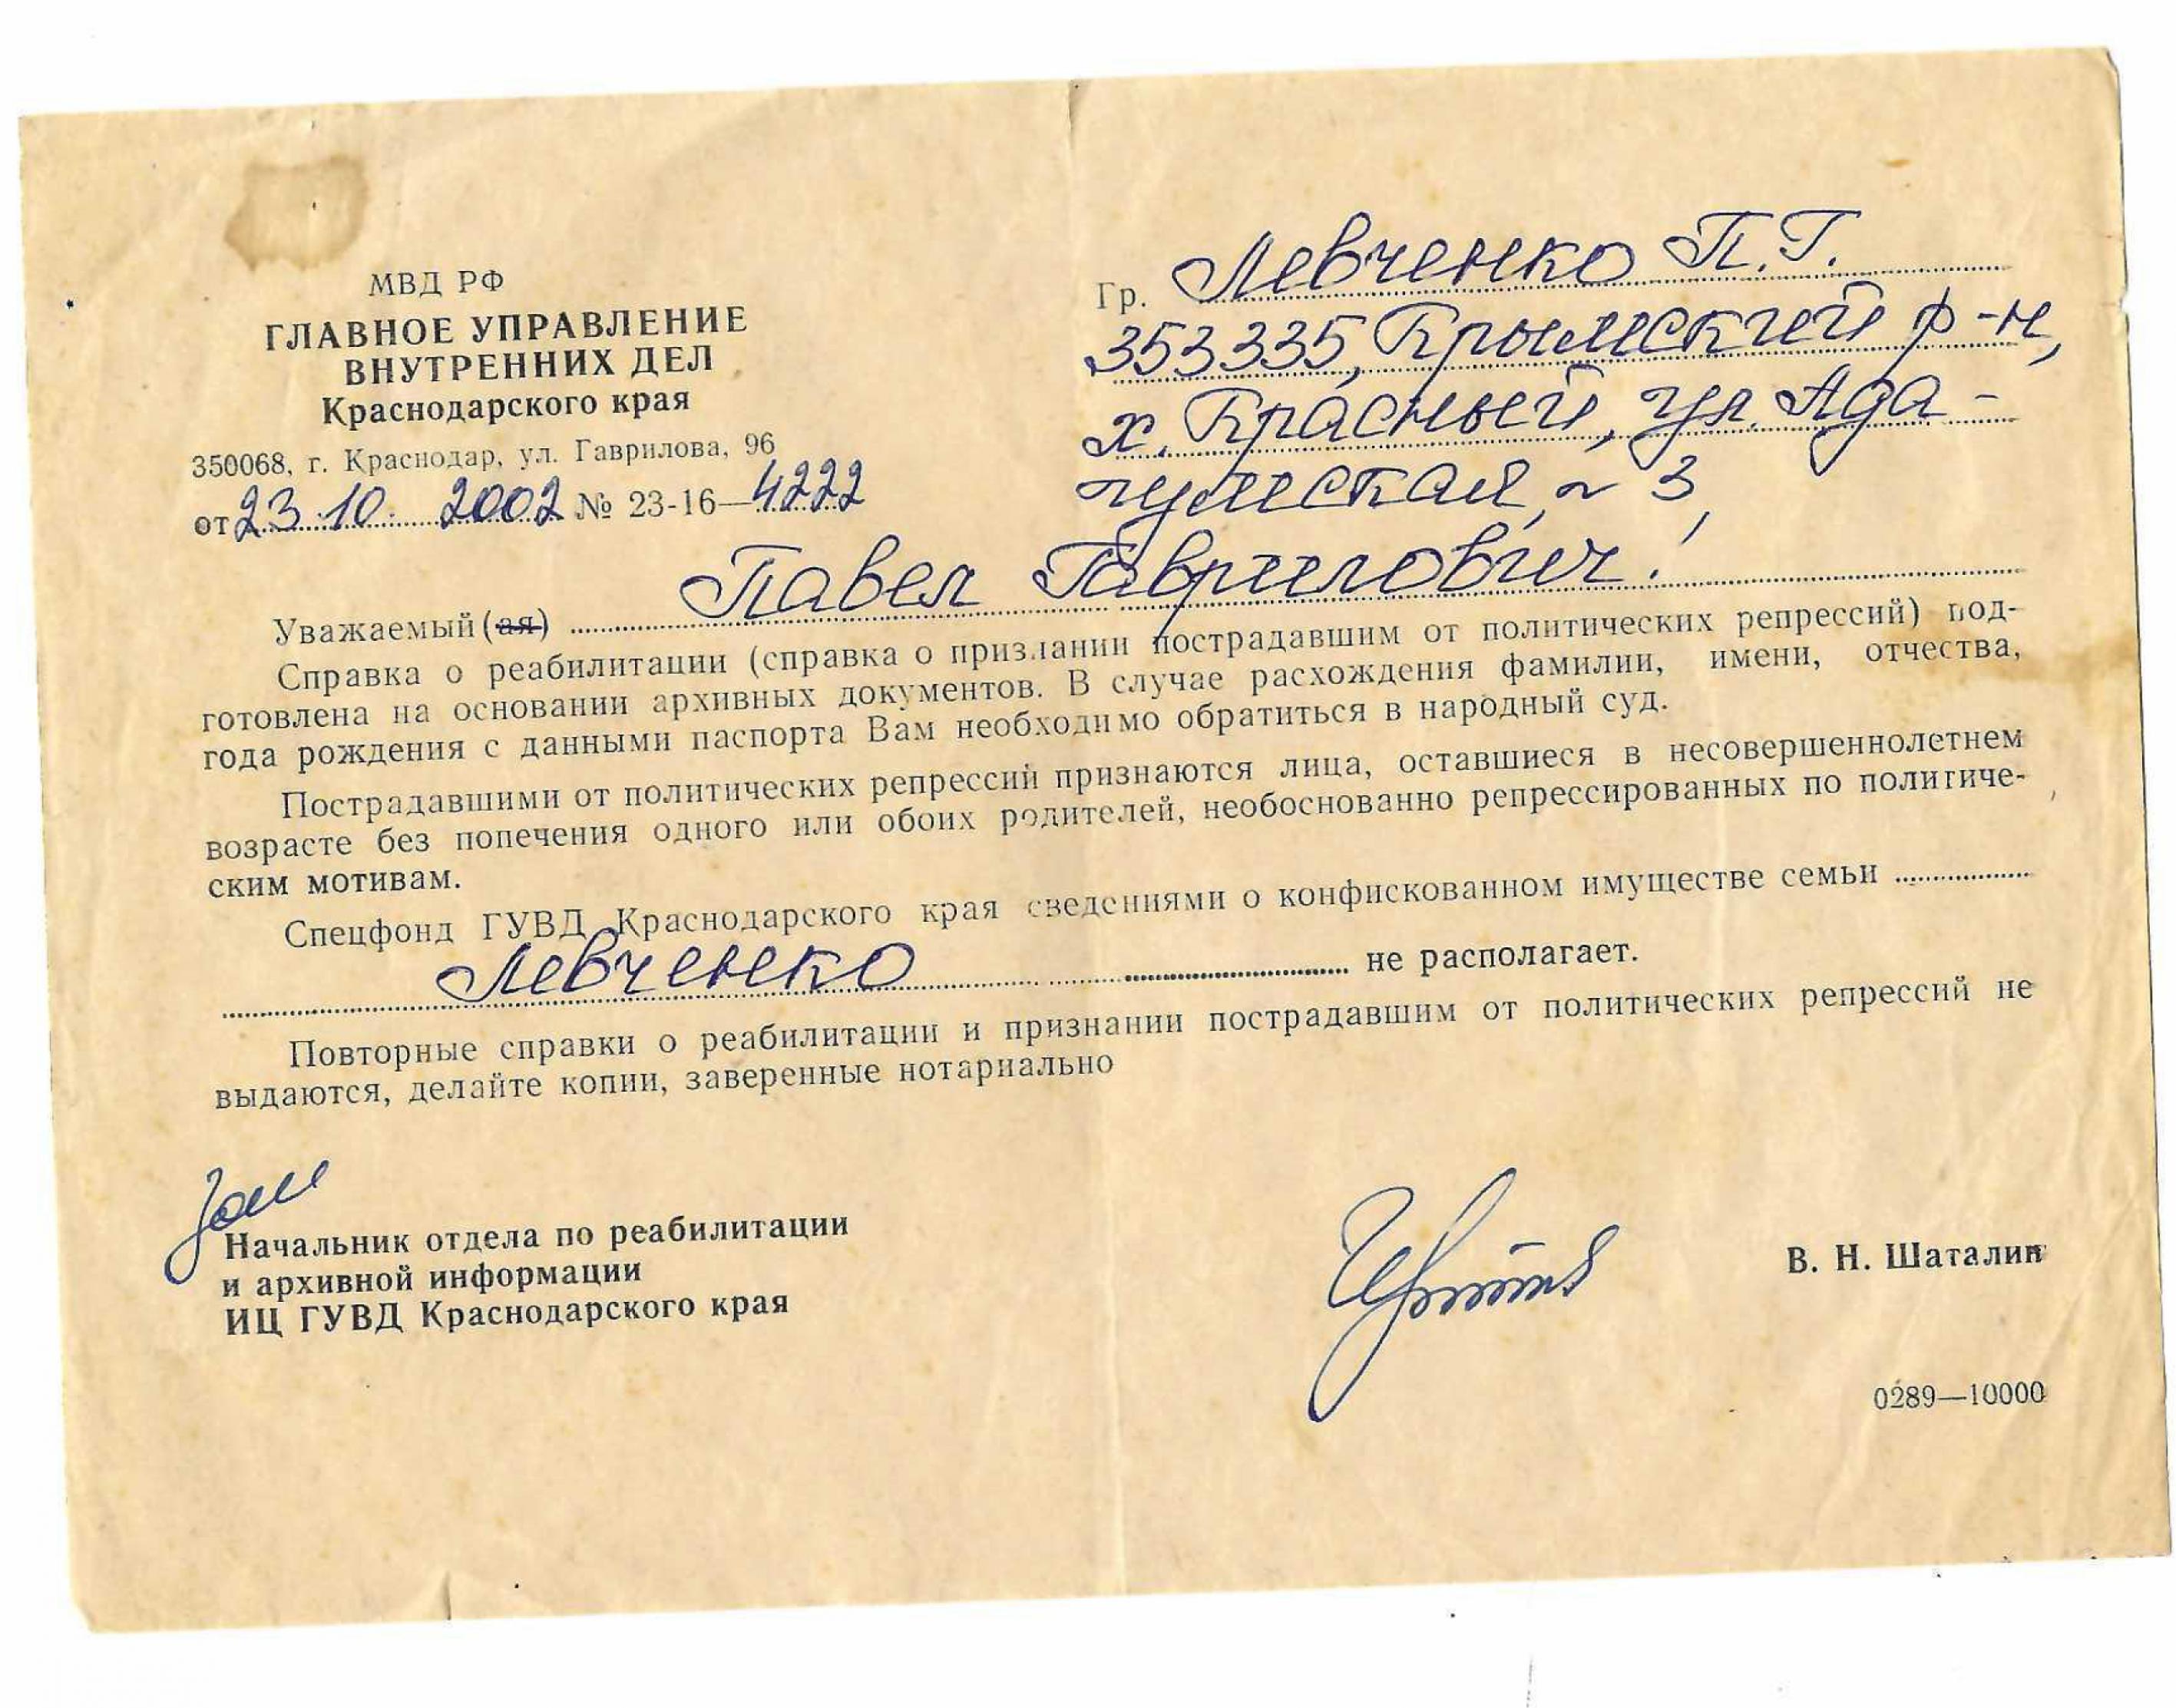 МВД РФ
ГЛАВНОЕ УПРАВЛЕНИЕ
ВНУТРЕННИХ ДЕЛ
Краснодарского края
350068, г. Краснодар, ул. Гаврилова, 96
от 23.10. 2002 № 23-16—4222
Гр. Левченко П.Г.
353335, Крымский р-н,
х. Красный, ул. Ада-
гумская, ~ 3,
Уважаемый (ая) Павел Гаврилович!
Справка о реабилитации (справка о признании пострадавшим от политических репрессий) под-
готовлена на основании архивных документов. В случае расхождения фамилии, имени, отчества,
года рождения с данными паспорта Вам необходимо обратиться в народный суд.
Пострадавшими от политических репрессий признаются лица, оставшиеся в несовершеннолетнем
возрасте без попечения одного или обоих родителей, необоснованно репрессированных по политиче-
ским мотивам.
Спецфонд ГУВД Краснодарского края сведениями о конфискованном имуществе семьи
Левченко не располагает.
Повторные справки о реабилитации и признании пострадавшим от политических репрессий не
выдаются, делайте копии, заверенные нотариально
Зам
Начальник отдела по реабилитации
и архивной информации
ИЦ ГУВД Краснодарского края
В. Н. Шаталин
0289—10000